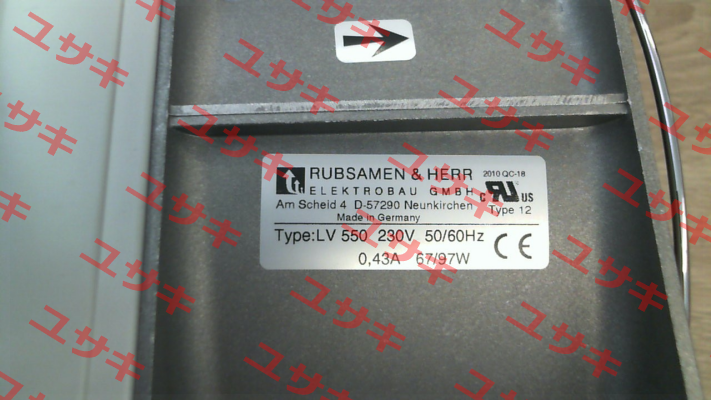 RUBSAMEN & HERR
ELEKTROBAU GMBH
Am Scheid 4 D-57290 Neunkirchen
Made in Germany
2010 QC-18
c RU US
Type 12
Type:LV 550 230V 50/60Hz
0,43A 67/97W
CE
ユサキ